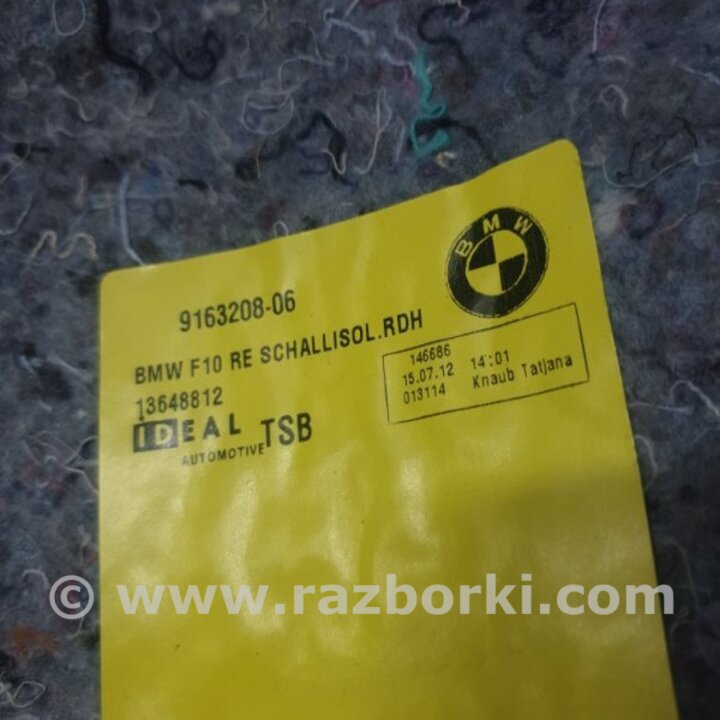 BMW
9163208-06
BMW F10 RE SCHALLISOL.RDH
13648812
IDEAL TSB
AUTOMOTIVE
146686
15.07.12 14:01
013114 Knaub Tatjana
© www.razborki.com